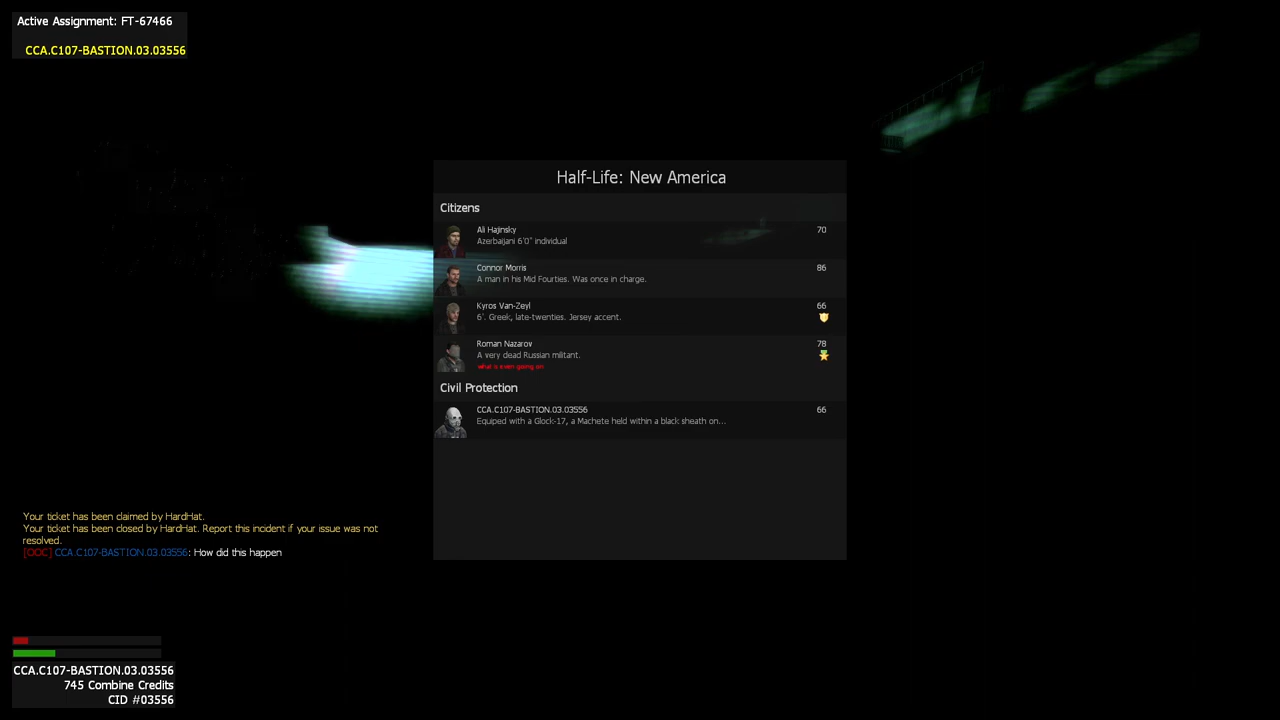 Active Assignment: FT-67466
CCA.C107-BASTION.03.03556
Half-Life: New America
Citizens
Ali Hajinsky 70
Azerbaijani 6'0" individual
Connor Morris 86
A man in his Mid Fourties. Was once in charge.
Kyros Van-Zeyl 66
6'. Greek, late-twenties. Jersey accent.
Roman Nazarov 78
A very dead Russian militant.
what is even going on
Civil Protection
CCA.C107-BASTION.03.03556 66
Equiped with a Glock-17, a Machete held within a black sheath on...
Your ticket has been claimed by HardHat.
Your ticket has been closed by HardHat. Report this incident if your issue was not
resolved.
[OOC] CCA.C107-BASTION.03.03556: How did this happen
CCA.C107-BASTION.03.03556
745 Combine Credits
CID #03556